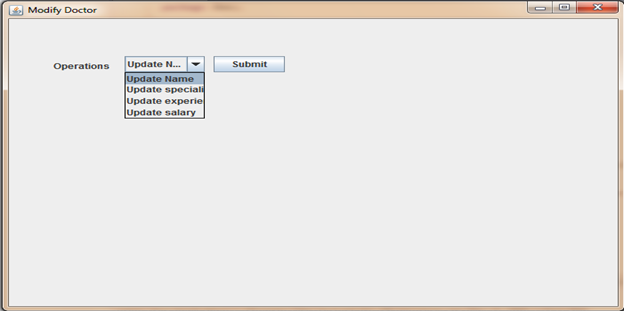 Modify Doctor
Operations
Update N...
Submit
Update Name
Update speciali
Update experie
Update salary